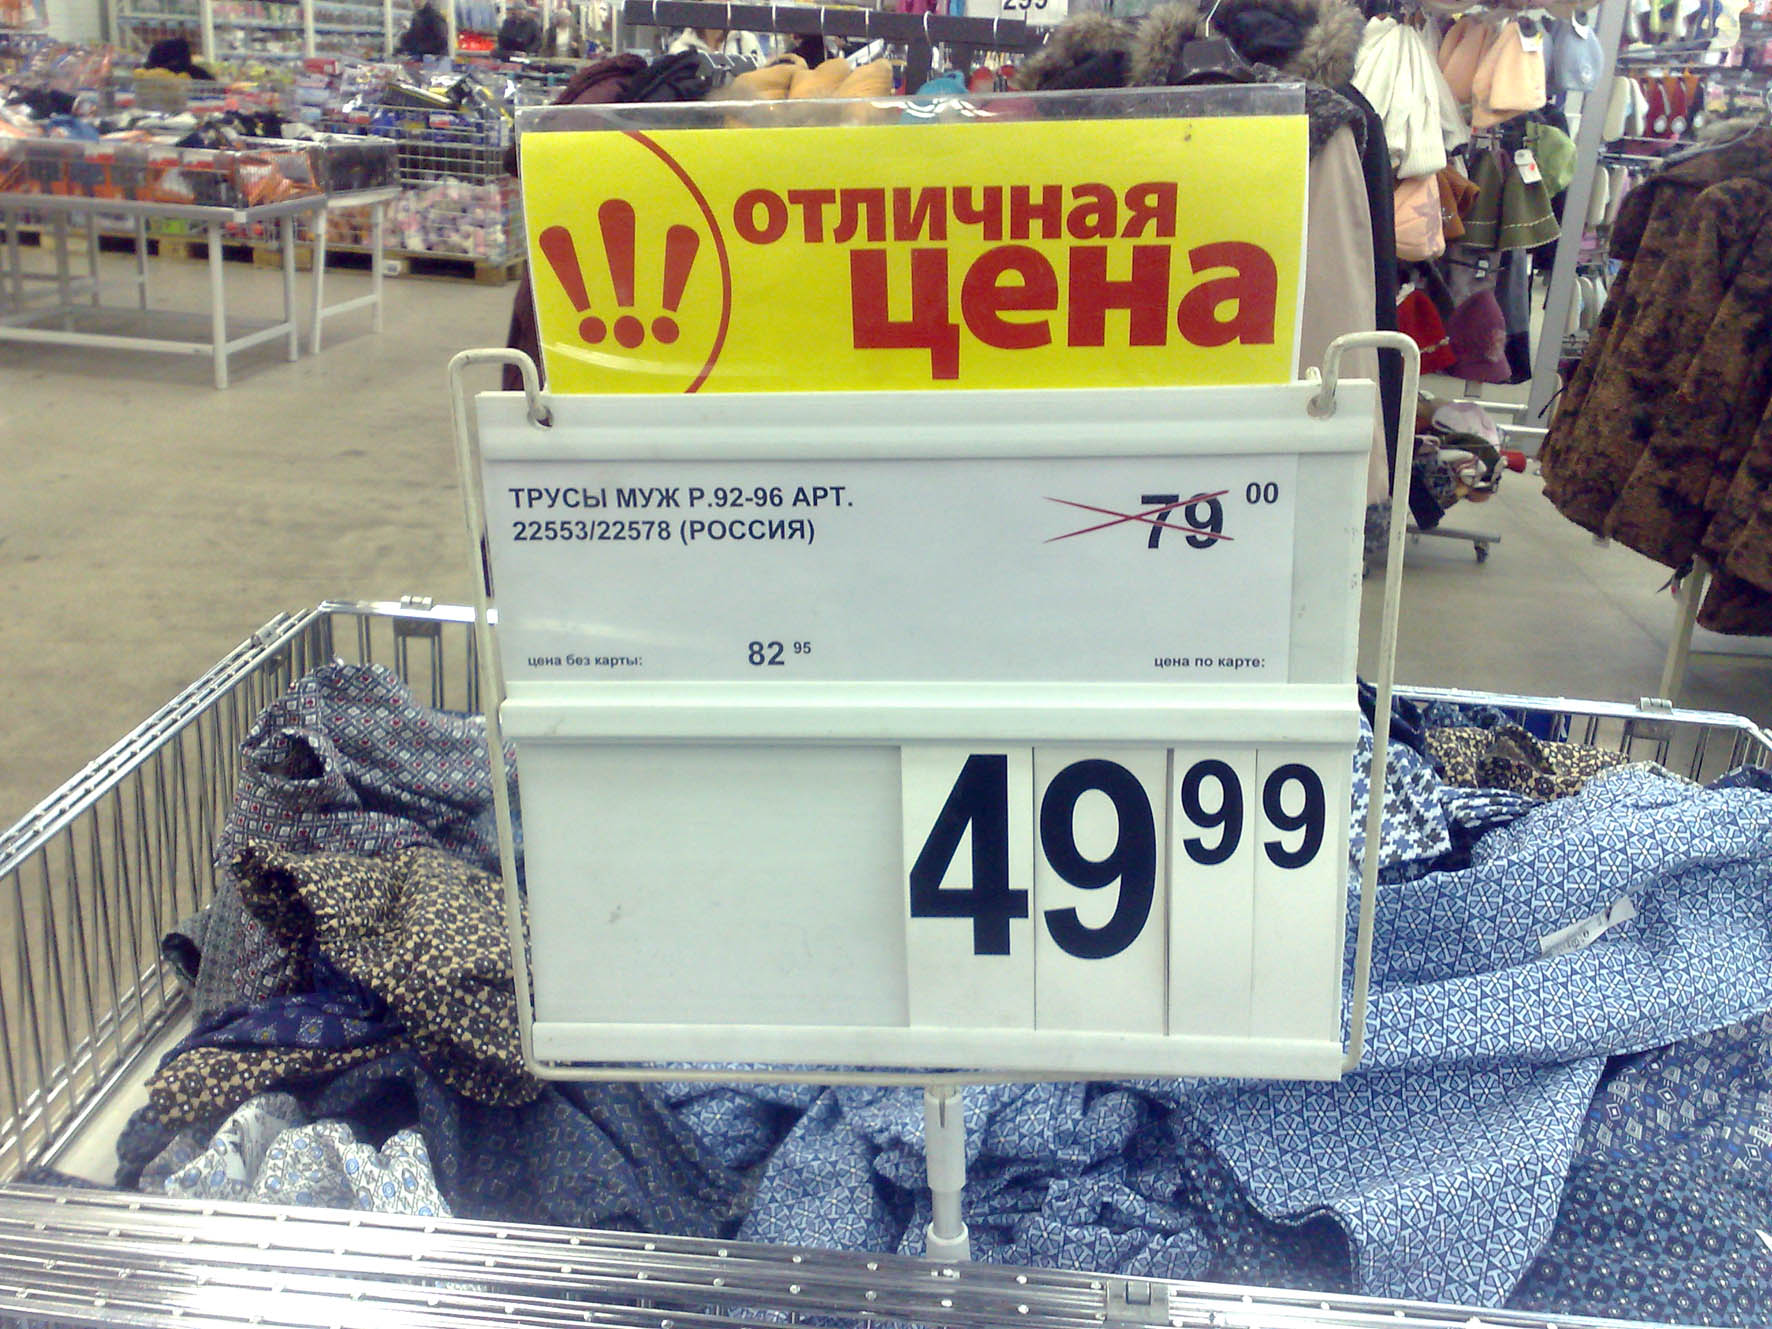 299
!!!
отличная
цена
ТРУСЫ МУЖ Р.92-96 АРТ.
22553/22578 (РОССИЯ)
79 00
цена без карты: 82 95
цена по карте:
49 99